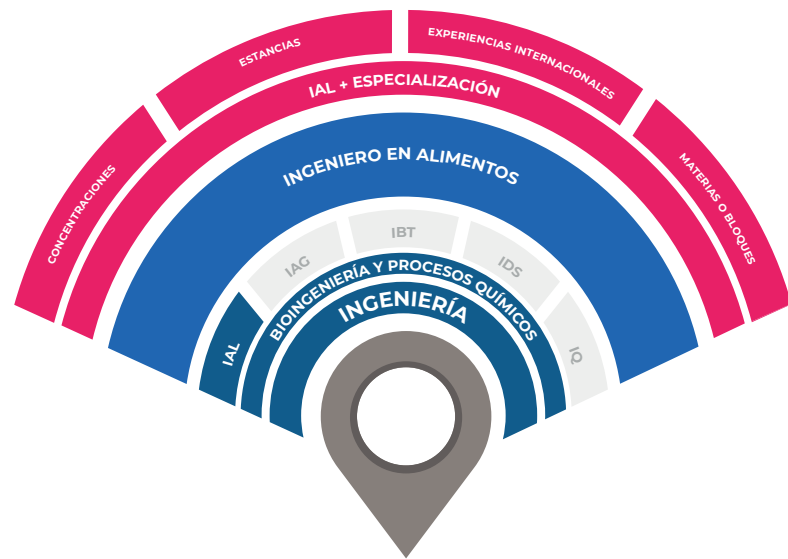 CONCENTRACIONES
ESTANCIAS
EXPERIENCIAS INTERNACIONALES
MATERIAS O BLOQUES
IAL + ESPECIALIZACIÓN
INGENIERO EN ALIMENTOS
IAL
IAG
IBT
IDS
IQ
BIOINGENIERÍA Y PROCESOS QUÍMICOS
INGENIERÍA